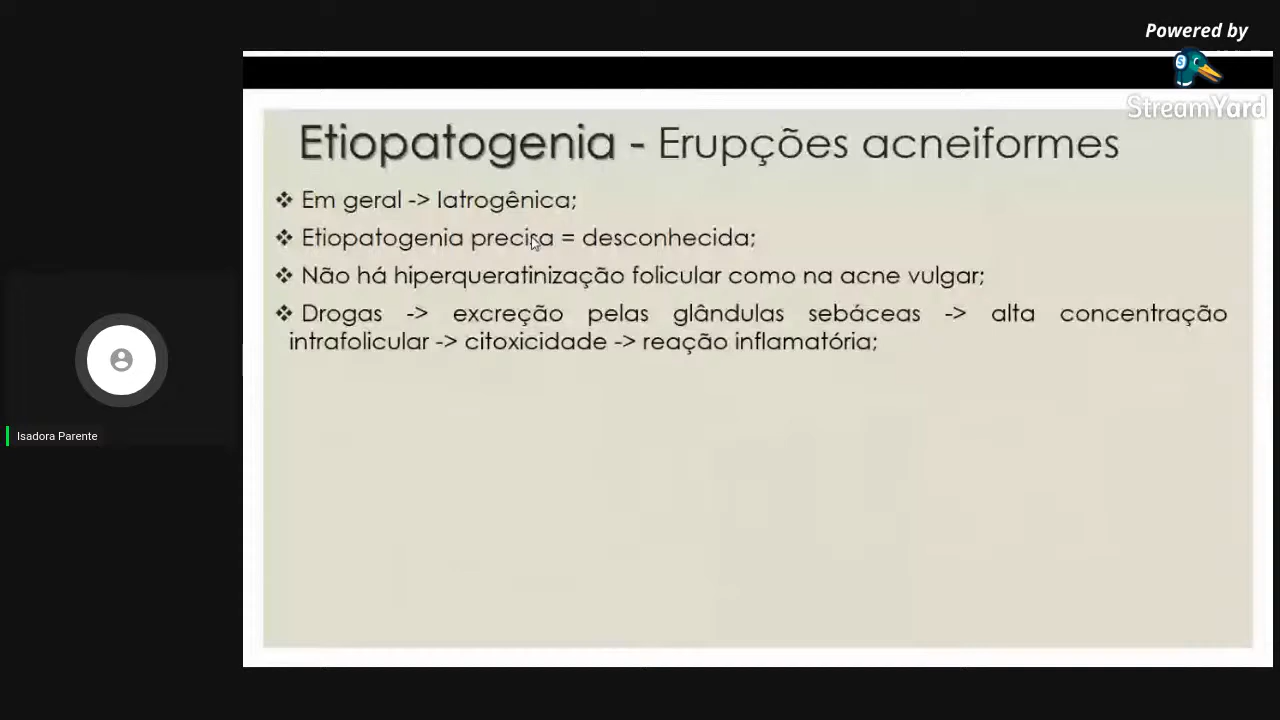 Powered by
StreamYard
Etiopatogenia - Erupções acneiformes
❖ Em geral -> Iatrogênica;
❖ Etiopatogenia precisa = desconhecida;
❖ Não há hiperqueratinização folicular como na acne vulgar;
❖ Drogas -> excreção pelas glândulas sebáceas -> alta concentração
intrafolicular -> citoxicidade -> reação inflamatória;
Isadora Parente